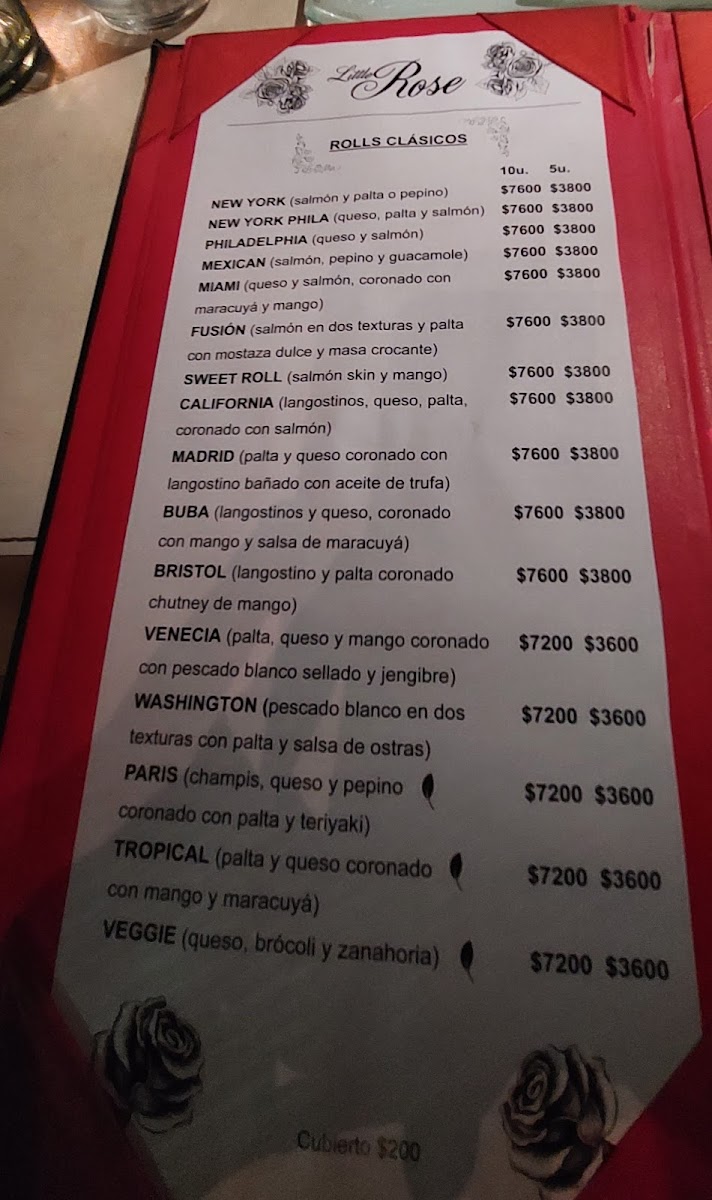 Little Rose
ROLLS CLÁSICOS
10u. 5u.
NEW YORK (salmón y palta o pepino) $7600 $3800
NEW YORK PHILA (queso, palta y salmón) $7600 $3800
PHILADELPHIA (queso y salmón) $7600 $3800
MEXICAN (salmón, pepino y guacamole) $7600 $3800
MIAMI (queso y salmón, coronado con $7600 $3800
maracuyá y mango)
FUSIÓN (salmón en dos texturas y palta $7600 $3800
con mostaza dulce y masa crocante)
SWEET ROLL (salmón skin y mango) $7600 $3800
CALIFORNIA (langostinos, queso, palta, $7600 $3800
coronado con salmón)
MADRID (palta y queso coronado con $7600 $3800
langostino bañado con aceite de trufa)
BUBA (langostinos y queso, coronado $7600 $3800
con mango y salsa de maracuyá)
BRISTOL (langostino y palta coronado $7600 $3800
chutney de mango)
VENECIA (palta, queso y mango coronado $7200 $3600
con pescado blanco sellado y jengibre)
WASHINGTON (pescado blanco en dos $7200 $3600
texturas con palta y salsa de ostras)
PARIS (champis, queso y pepino $7200 $3600
coronado con palta y teriyaki)
TROPICAL (palta y queso coronado $7200 $3600
con mango y maracuyá)
VEGGIE (queso, brócoli y zanahoria) $7200 $3600
Cubierto $200